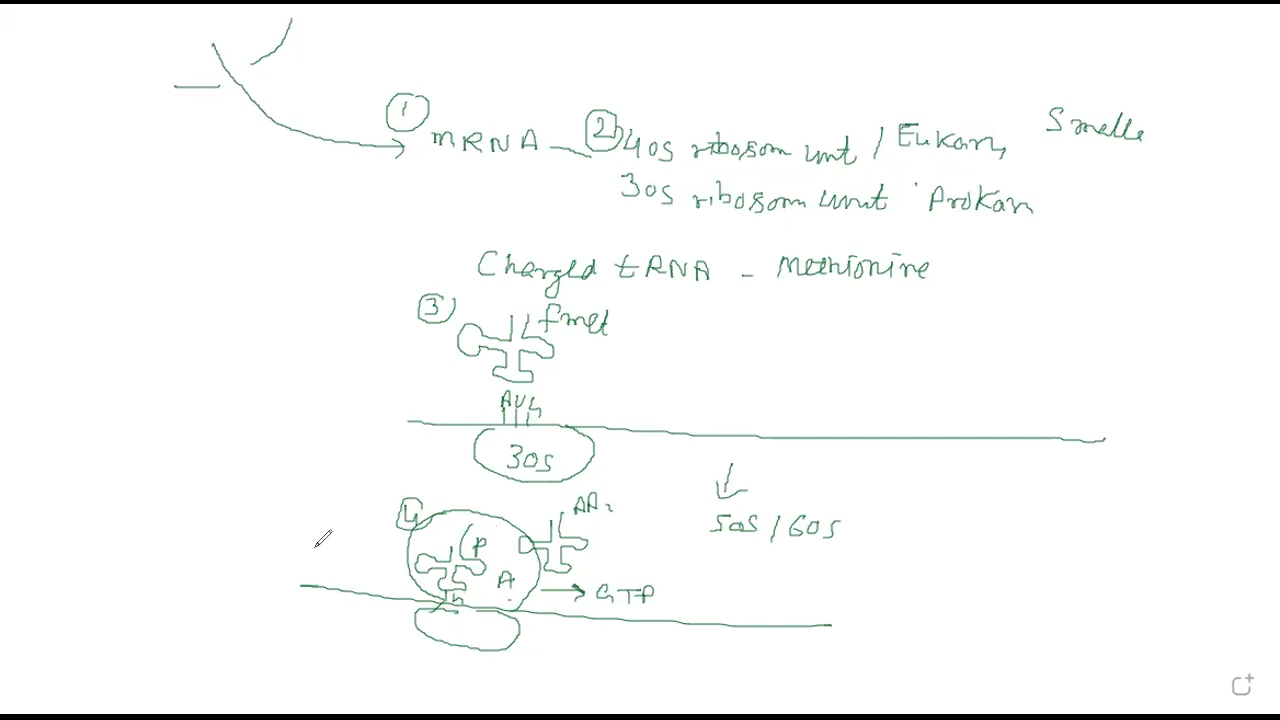 1 mRNA - 2 40s ribosom unit / Eukary Smalle
30s ribosom unit Prokary
Charged tRNA - Methionine
3 fmet
AUG
30s
50s / 60s
4 AA2
P
A → GTP